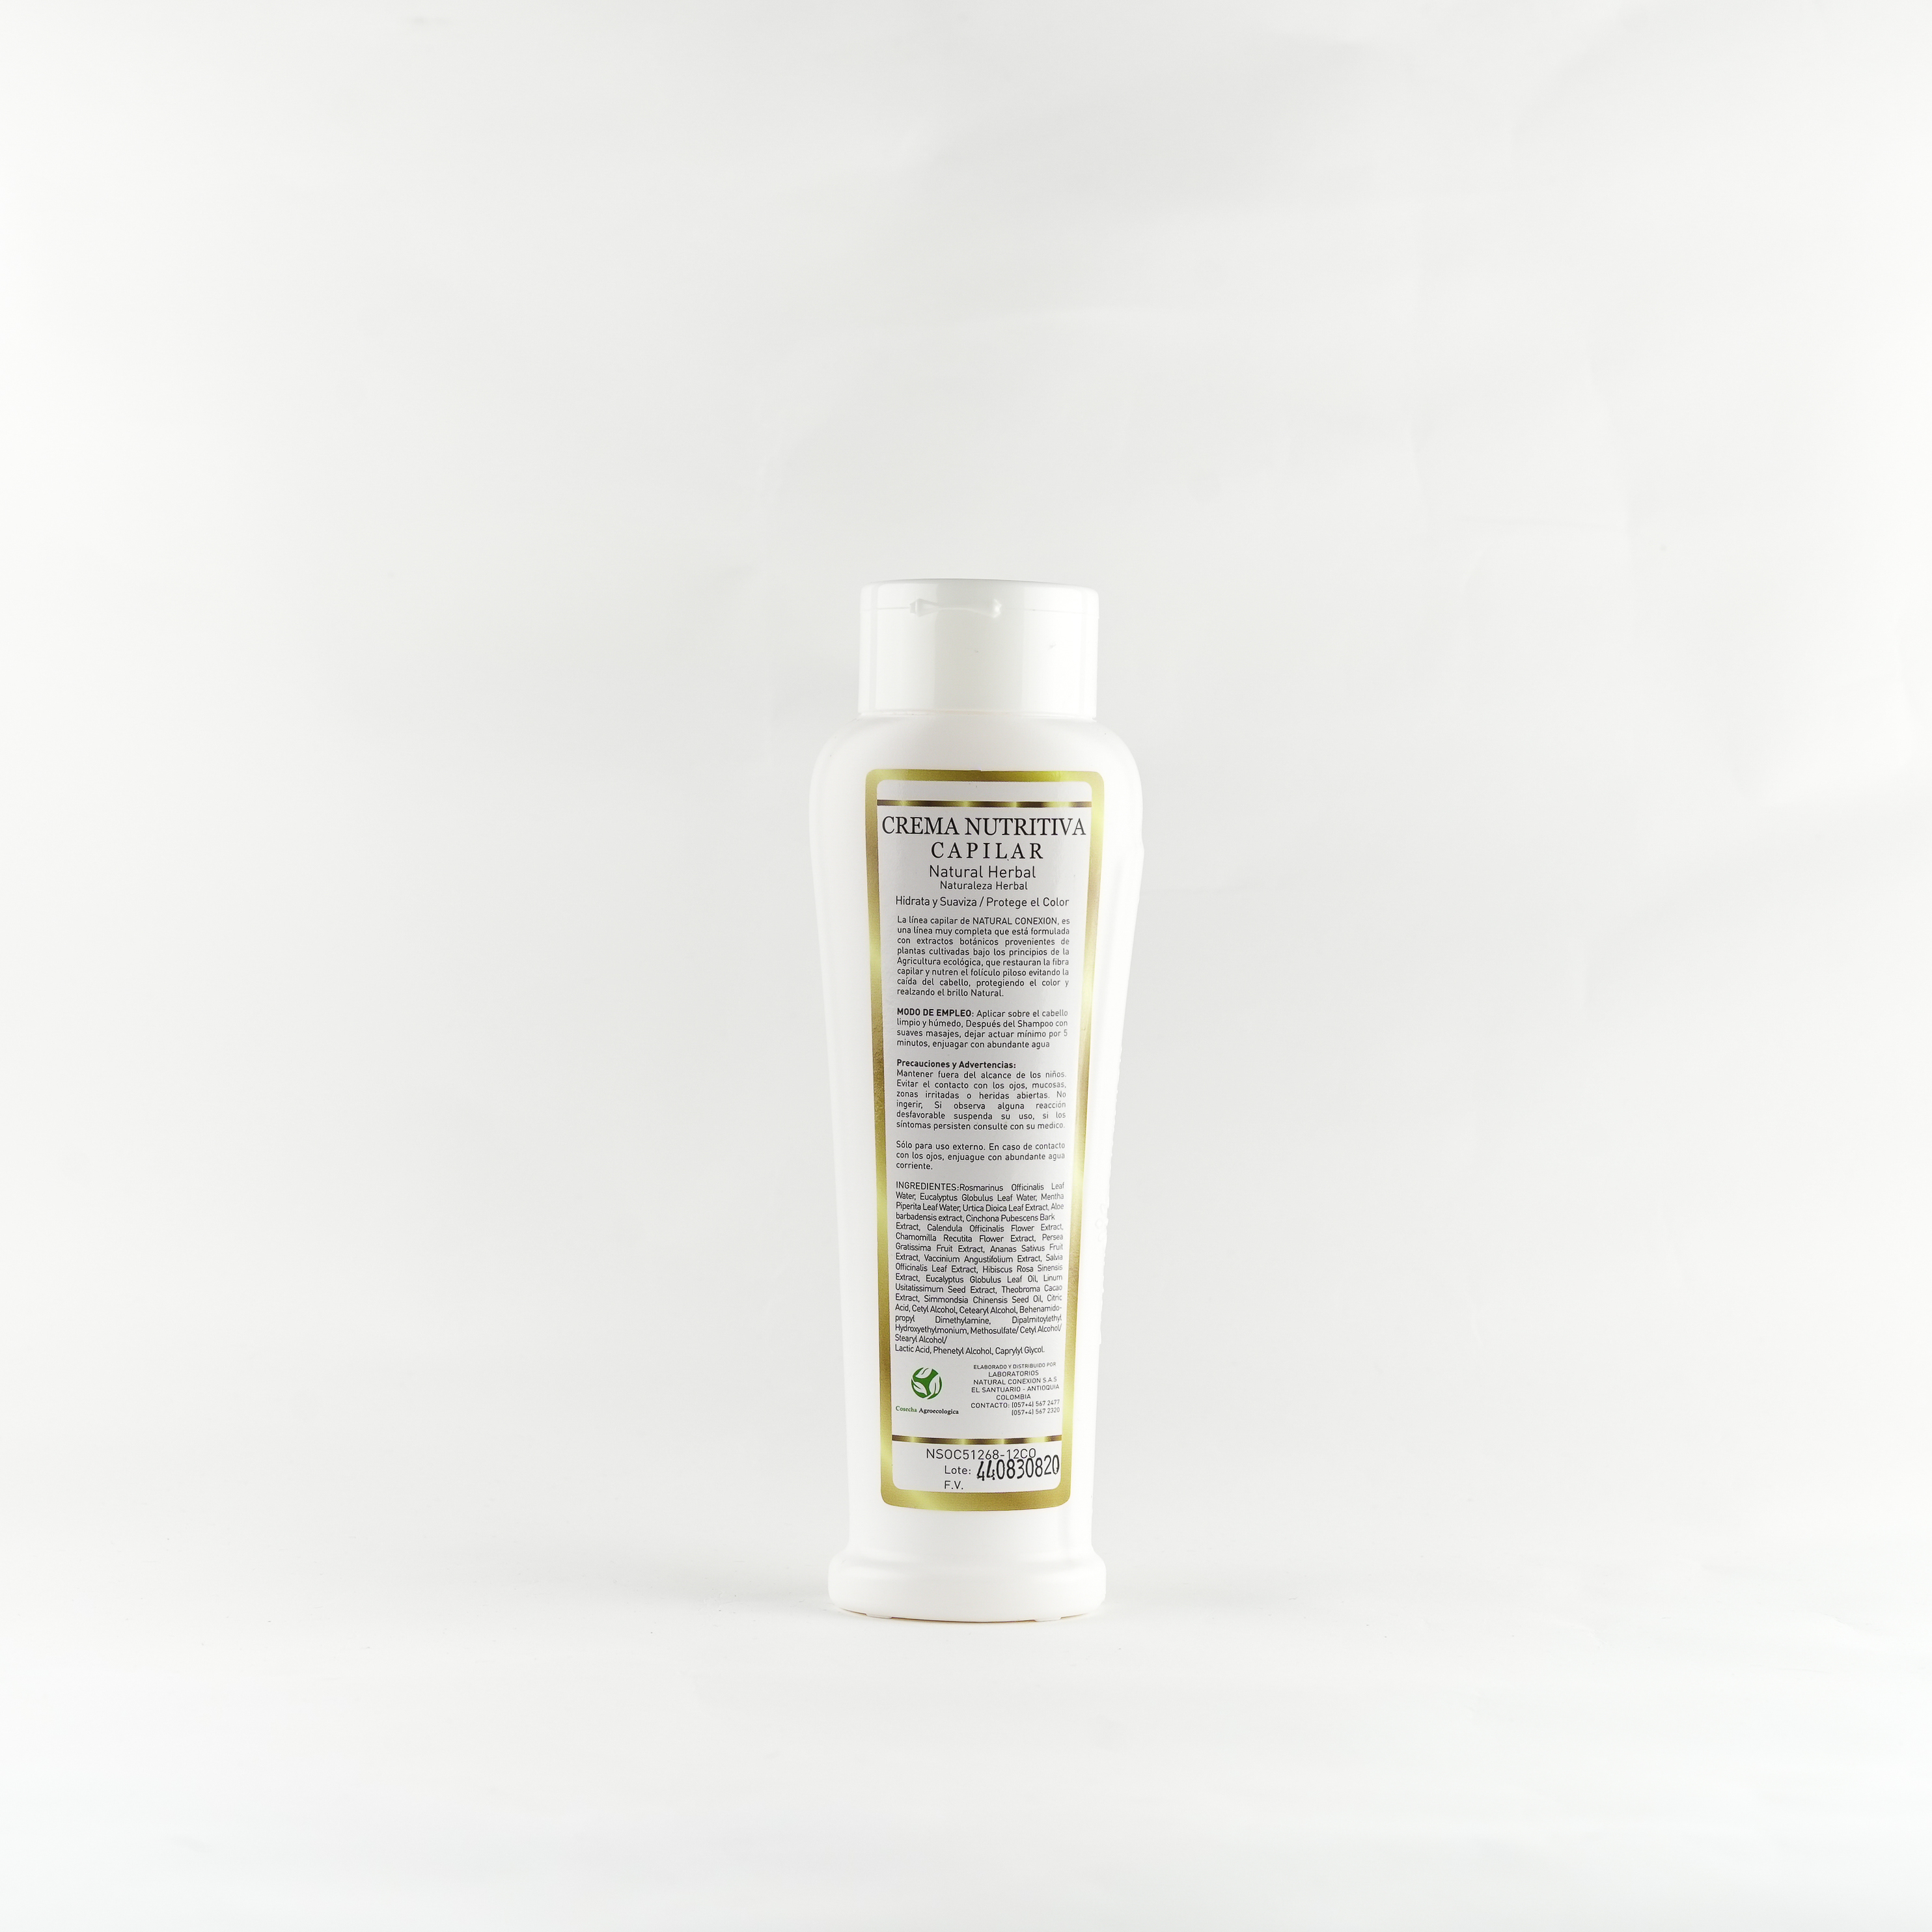 CREMA NUTRITIVA
CAPILAR
Natural Herbal
Naturaleza Herbal
Hidrata y Suaviza / Protege el Color
La línea capilar de NATURAL CONEXION, es
una línea muy completa que está formulada
con extractos botánicos provenientes de
plantas cultivadas bajo los principios de la
Agricultura ecológica, que restauran la fibra
capilar y nutren el folículo piloso evitando la
caída del cabello, protegiendo el color y
realzando el brillo Natural.
MODO DE EMPLEO: Aplicar sobre el cabello
limpio y húmedo, Después del Shampoo con
suaves masajes, dejar actuar mínimo por 5
minutos, enjuagar con abundante agua
Precauciones y Advertencias:
Mantener fuera del alcance de los niños.
Evitar el contacto con los ojos, mucosas,
zonas irritadas o heridas abiertas. No
ingerir, Si observa alguna reacción
desfavorable suspenda su uso, si los
síntomas persisten consulte con su medico.
Sólo para uso externo. En caso de contacto
con los ojos, enjuague con abundante agua
corriente.
INGREDIENTES:Rosmarinus Officinalis Leaf
Water, Eucalyptus Globulus Leaf Water, Mentha
Piperita Leaf Water, Urtica Dioica Leaf Extract, Aloe
barbadensis extract, Cinchona Pubescens Bark
Extract, Calendula Officinalis Flower Extract,
Chamomilla Recutita Flower Extract, Persea
Gratissima Fruit Extract, Ananas Sativus Fruit
Extract, Vaccinium Angustifolium Extract, Salvia
Officinalis Leaf Extract, Hibiscus Rosa Sinensis
Extract, Eucalyptus Globulus Leaf Oil, Linum
Usitatissimum Seed Extract, Theobroma Cacao
Extract, Simmondsia Chinensis Seed Oil, Citric
Acid, Cetyl Alcohol, Cetearyl Alcohol, Behenamido-
propyl Dimethylamine, Dipalmitoylethyl
Hydroxyethylmonium, Methosulfate/ Cetyl Alcohol/
Stearyl Alcohol/
Lactic Acid, Phenetyl Alcohol, Caprylyl Glycol.
Cosecha Agroecologica
ELABORADO Y DISTRIBUIDO POR
LABORATORIOS
NATURAL CONEXION S.A.S
EL SANTUARIO - ANTIOQUIA
COLOMBIA
CONTACTO: (057+4) 567 2477
(057+4) 567 2320
NSOC51268-12CO
Lote: 440830820
F.V.